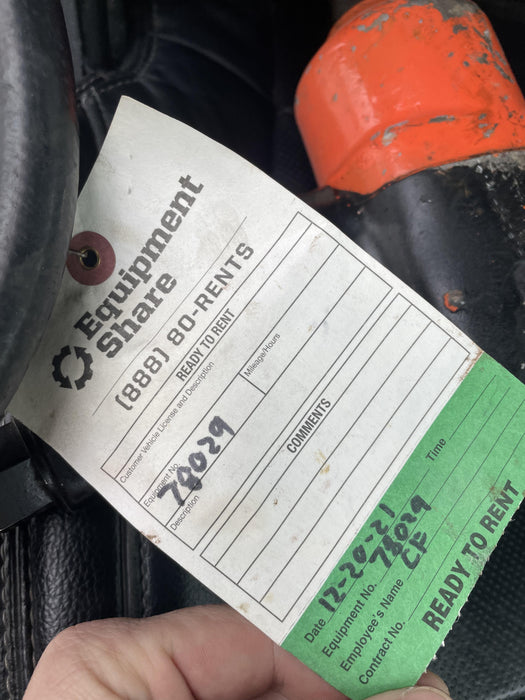 Equipment
Share
(888) 80-RENTS
READY TO RENT
Customer Vehicle License and Description
Equipment No. Mileage/Hours
78029
Description
COMMENTS
Date 12-20-21 Time
Equipment No. 78029
Employee's Name CF
Contract No.
READY TO RENT